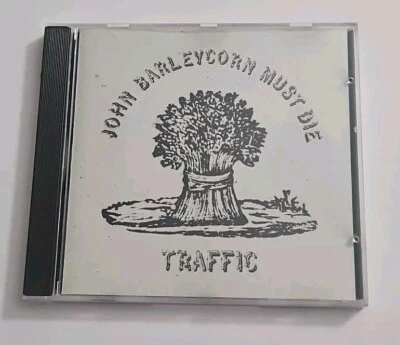 JOHN BARLEYCORN MUST DIE
TRAFFIC